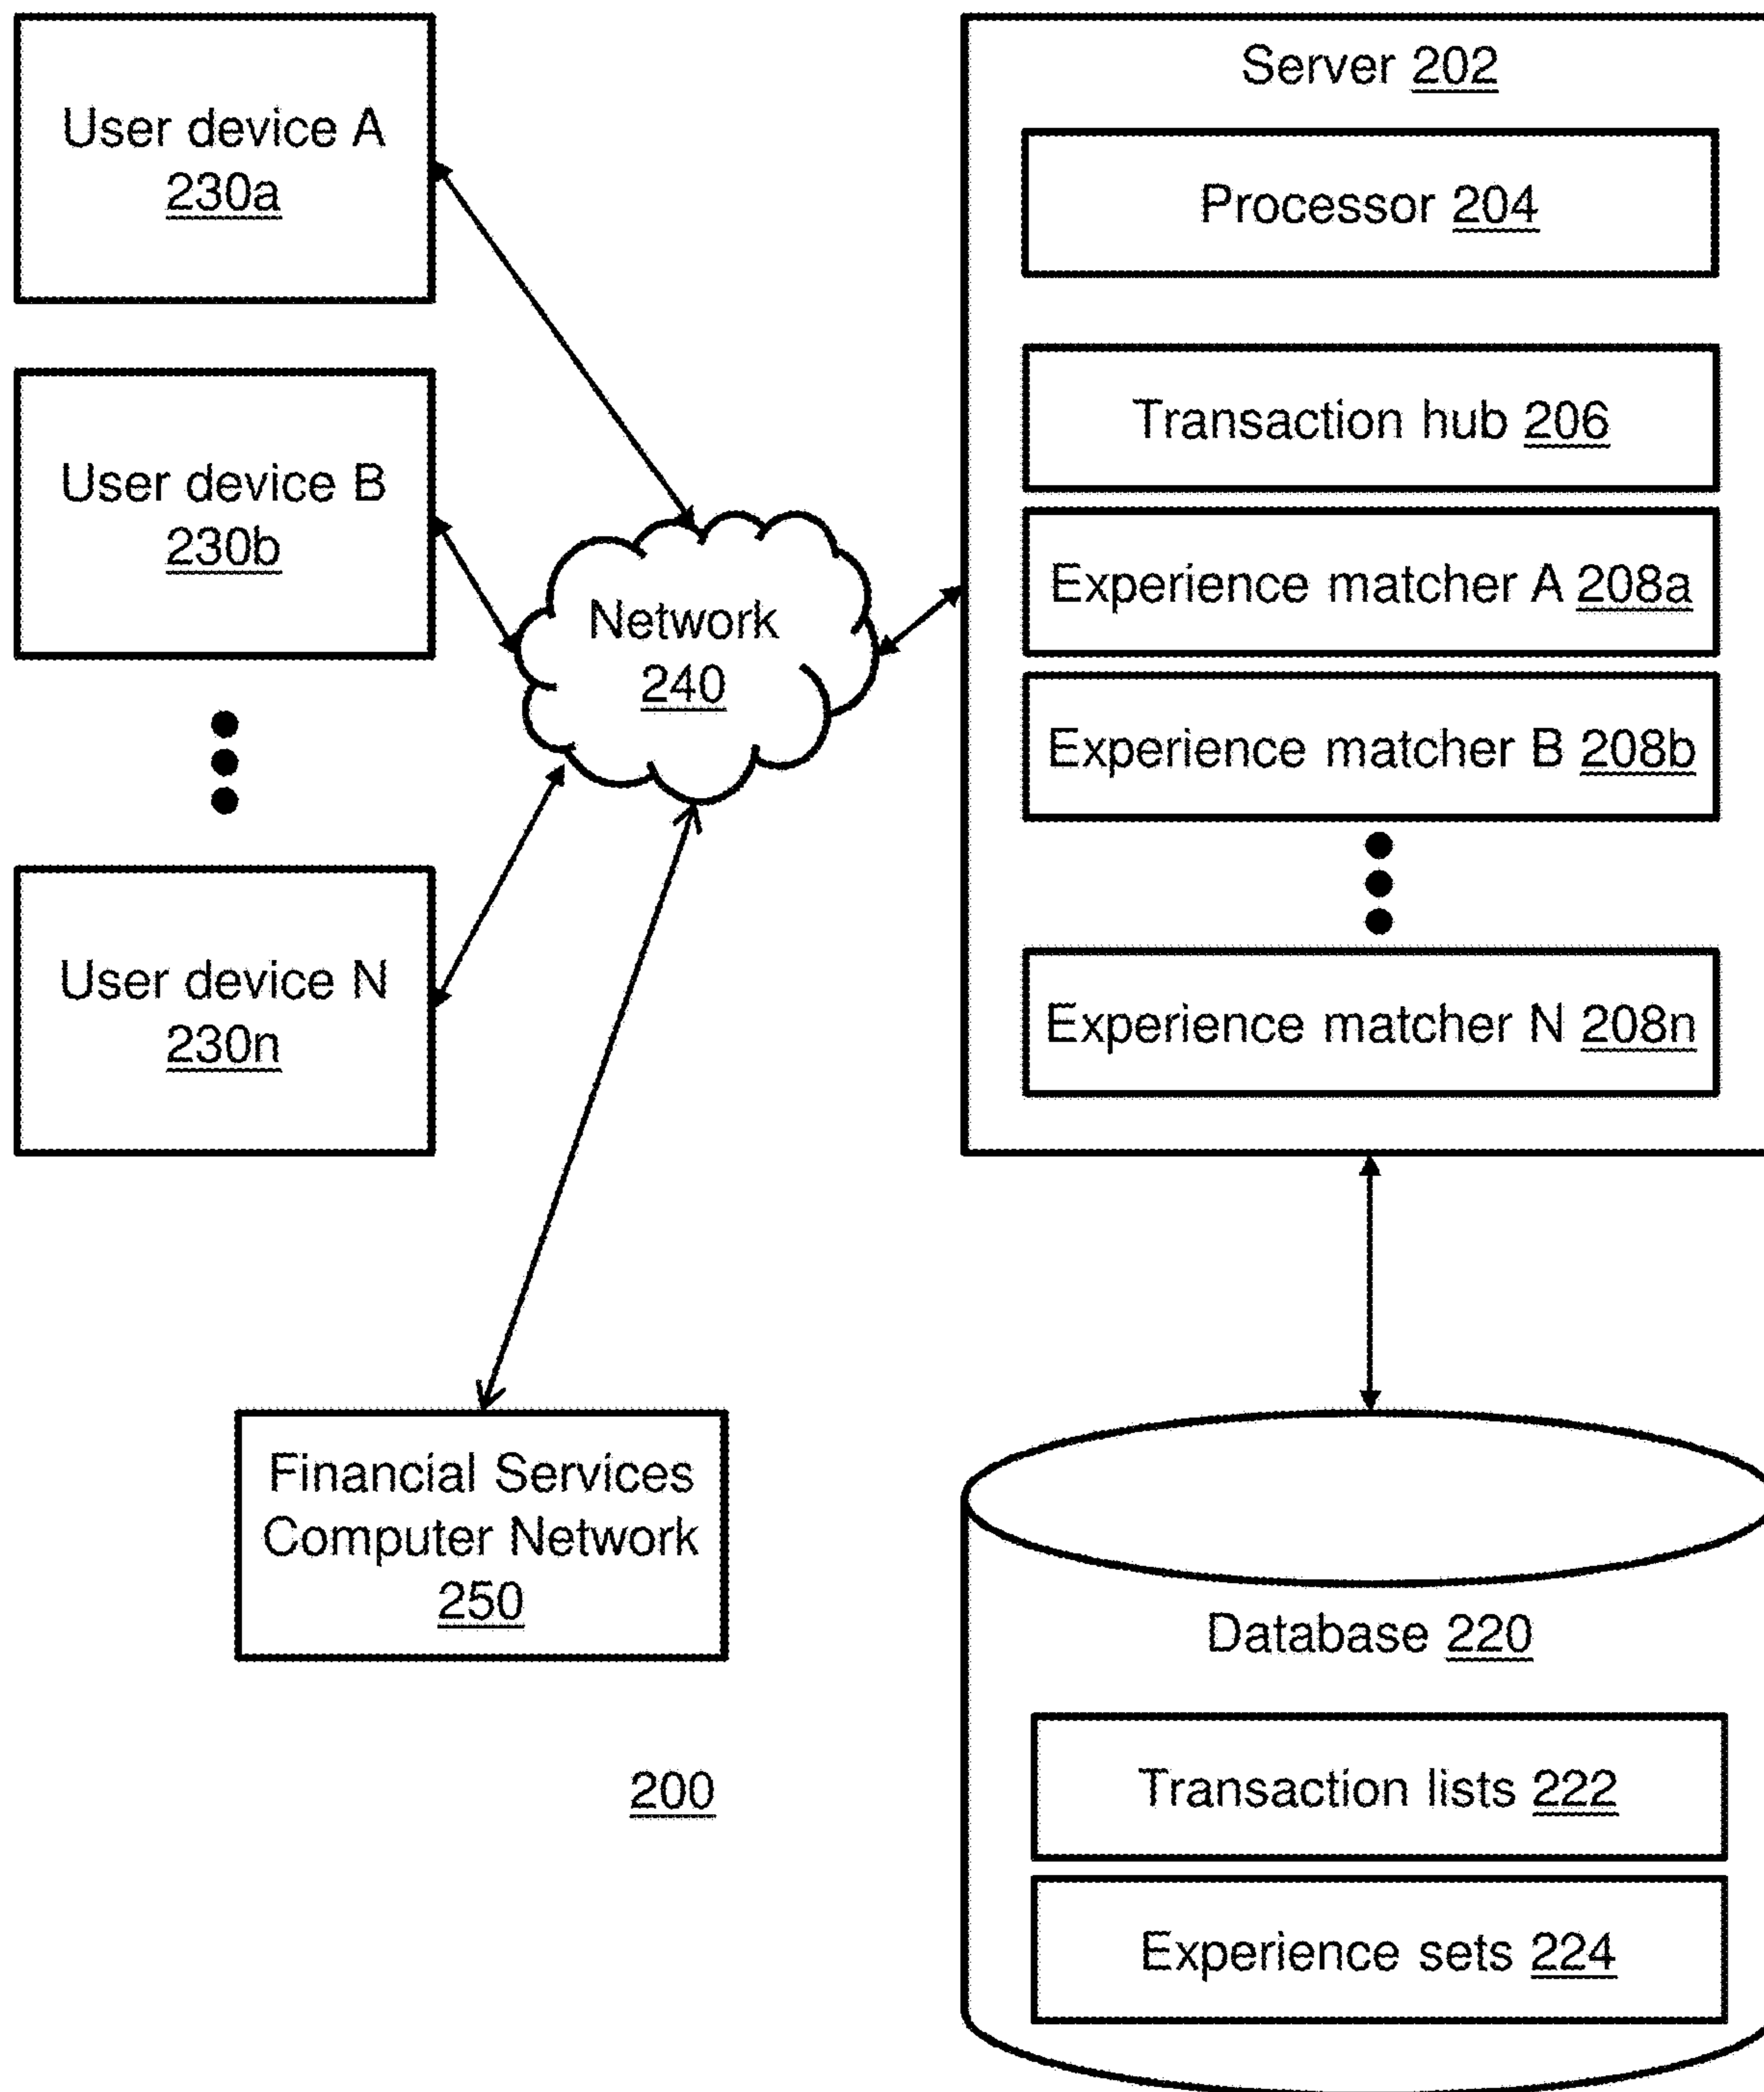 User device A
230a
User device B
230b
User device N
230n
Network
240
Financial Services
Computer Network
250
200
Server 202
Processor 204
Transaction hub 206
Experience matcher A 208a
Experience matcher B 208b
Experience matcher N 208n
Database 220
Transaction lists 222
Experience sets 224